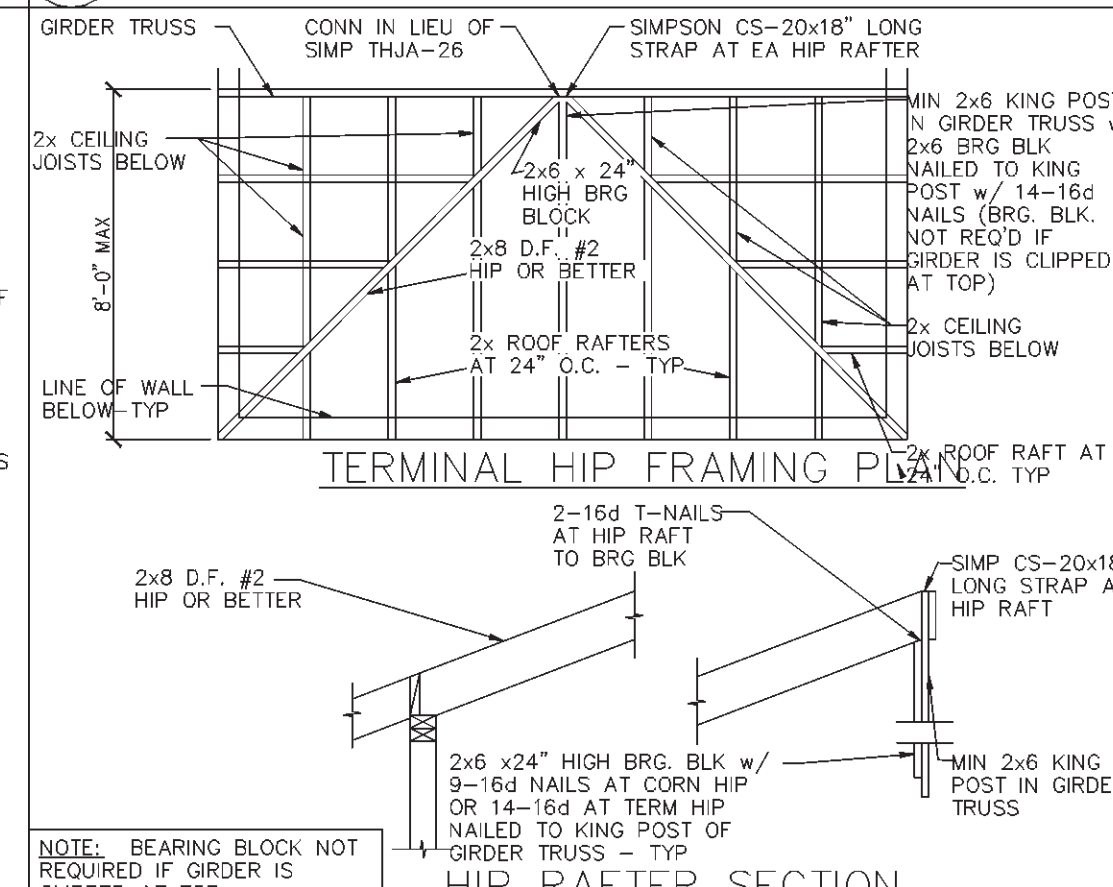 GIRDER TRUSS
CONN IN LIEU OF
SIMP THJA-26
SIMPSON CS-20x18" LONG
STRAP AT EA HIP RAFTER
2x CEILING
JOISTS BELOW
MIN 2x6 KING POST
IN GIRDER TRUSS w
2x6 BRG BLK
NAILED TO KING
POST w/ 14-16d
NAILS (BRG. BLK.
NOT REQ'D IF
GIRDER IS CLIPPED
AT TOP)
2x6 x 24"
HIGH BRG
BLOCK
8'-0" MAX
2x8 D.F. #2
HIP OR BETTER
2x ROOF RAFTERS
AT 24" O.C. - TYP
2x CEILING
JOISTS BELOW
LINE OF WALL
BELOW-TYP
2x ROOF RAFT AT
24" O.C. TYP
TERMINAL HIP FRAMING PLAN
2-16d T-NAILS
AT HIP RAFT
TO BRG BLK
2x8 D.F. #2
HIP OR BETTER
SIMP CS-20x18
LONG STRAP A
HIP RAFT
2x6 x24" HIGH BRG. BLK w/
9-16d NAILS AT CORN HIP
OR 14-16d AT TERM HIP
NAILED TO KING POST OF
GIRDER TRUSS - TYP
MIN 2x6 KING
POST IN GIRDE
TRUSS
NOTE: BEARING BLOCK NOT
REQUIRED IF GIRDER IS
HIP RAFTER SECTION